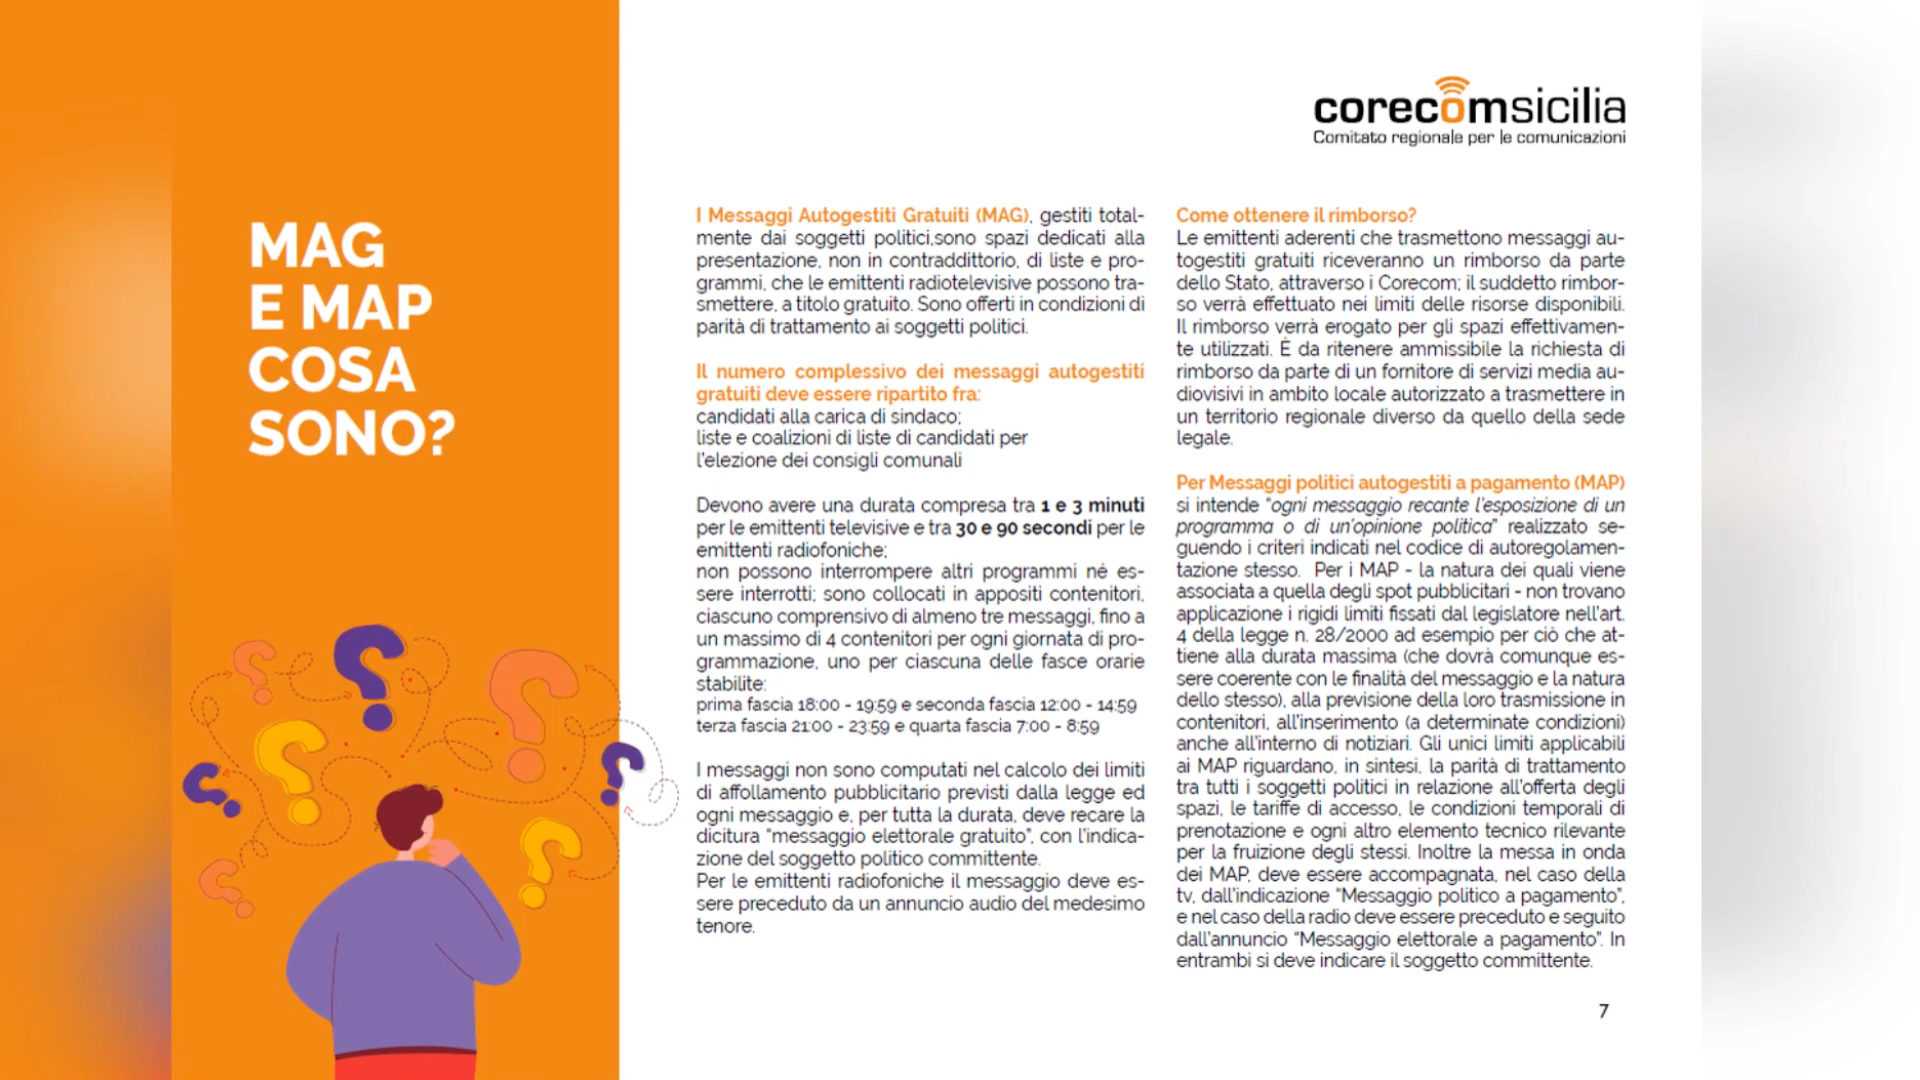 MAG
E MAP
COSA
SONO?
corecomsicilia
Comitato regionale per le comunicazioni
I Messaggi Autogestiti Gratuiti (MAG), gestiti total-
mente dai soggetti politici,sono spazi dedicati alla
presentazione, non in contraddittorio, di liste e pro-
grammi, che le emittenti radiotelevisive possono tra-
smettere, a titolo gratuito. Sono offerti in condizioni di
parità di trattamento ai soggetti politici.
Il numero complessivo dei messaggi autogestiti
gratuiti deve essere ripartito fra:
candidati alla carica di sindaco;
liste e coalizioni di liste di candidati per
l'elezione dei consigli comunali
Devono avere una durata compresa tra 1 e 3 minuti
per le emittenti televisive e tra 30 e 90 secondi per le
emittenti radiofoniche;
non possono interrompere altri programmi né es-
sere interrotti; sono collocati in appositi contenitori,
ciascuno comprensivo di almeno tre messaggi, fino a
un massimo di 4 contenitori per ogni giornata di pro-
grammazione, uno per ciascuna delle fasce orarie
stabilite:
prima fascia 18:00 - 19:59 e seconda fascia 12:00 - 14:59
terza fascia 21:00 - 23:59 e quarta fascia 7:00 - 8:59
I messaggi non sono computati nel calcolo dei limiti
di affollamento pubblicitario previsti dalla legge ed
ogni messaggio e, per tutta la durata, deve recare la
dicitura "messaggio elettorale gratuito", con l'indica-
zione del soggetto politico committente.
Per le emittenti radiofoniche il messaggio deve es-
sere preceduto da un annuncio audio del medesimo
tenore.
Come ottenere il rimborso?
Le emittenti aderenti che trasmettono messaggi au-
togestiti gratuiti riceveranno un rimborso da parte
dello Stato, attraverso i Corecom; il suddetto rimbor-
so verrà effettuato nei limiti delle risorse disponibili.
Il rimborso verrà erogato per gli spazi effettivamen-
te utilizzati. È da ritenere ammissibile la richiesta di
rimborso da parte di un fornitore di servizi media au-
diovisivi in ambito locale autorizzato a trasmettere in
un territorio regionale diverso da quello della sede
legale.
Per Messaggi politici autogestiti a pagamento (MAP)
si intende "ogni messaggio recante l'esposizione di un
programma o di un'opinione politica" realizzato se-
guendo i criteri indicati nel codice di autoregolamen-
tazione stesso. Per i MAP - la natura dei quali viene
associata a quella degli spot pubblicitari - non trovano
applicazione i rigidi limiti fissati dal legislatore nell'art.
4 della legge n. 28/2000 ad esempio per ciò che at-
tiene alla durata massima (che dovrà comunque es-
sere coerente con le finalità del messaggio e la natura
dello stesso), alla previsione della loro trasmissione in
contenitori, all'inserimento (a determinate condizioni)
anche all'interno di notiziari. Gli unici limiti applicabili
ai MAP riguardano, in sintesi, la parità di trattamento
tra tutti i soggetti politici in relazione all'offerta degli
spazi, le tariffe di accesso, le condizioni temporali di
prenotazione e ogni altro elemento tecnico rilevante
per la fruizione degli stessi. Inoltre la messa in onda
dei MAP, deve essere accompagnata, nel caso della
tv, dall'indicazione "Messaggio politico a pagamento",
e nel caso della radio deve essere preceduto e seguito
dall'annuncio "Messaggio elettorale a pagamento". In
entrambi si deve indicare il soggetto committente.
7